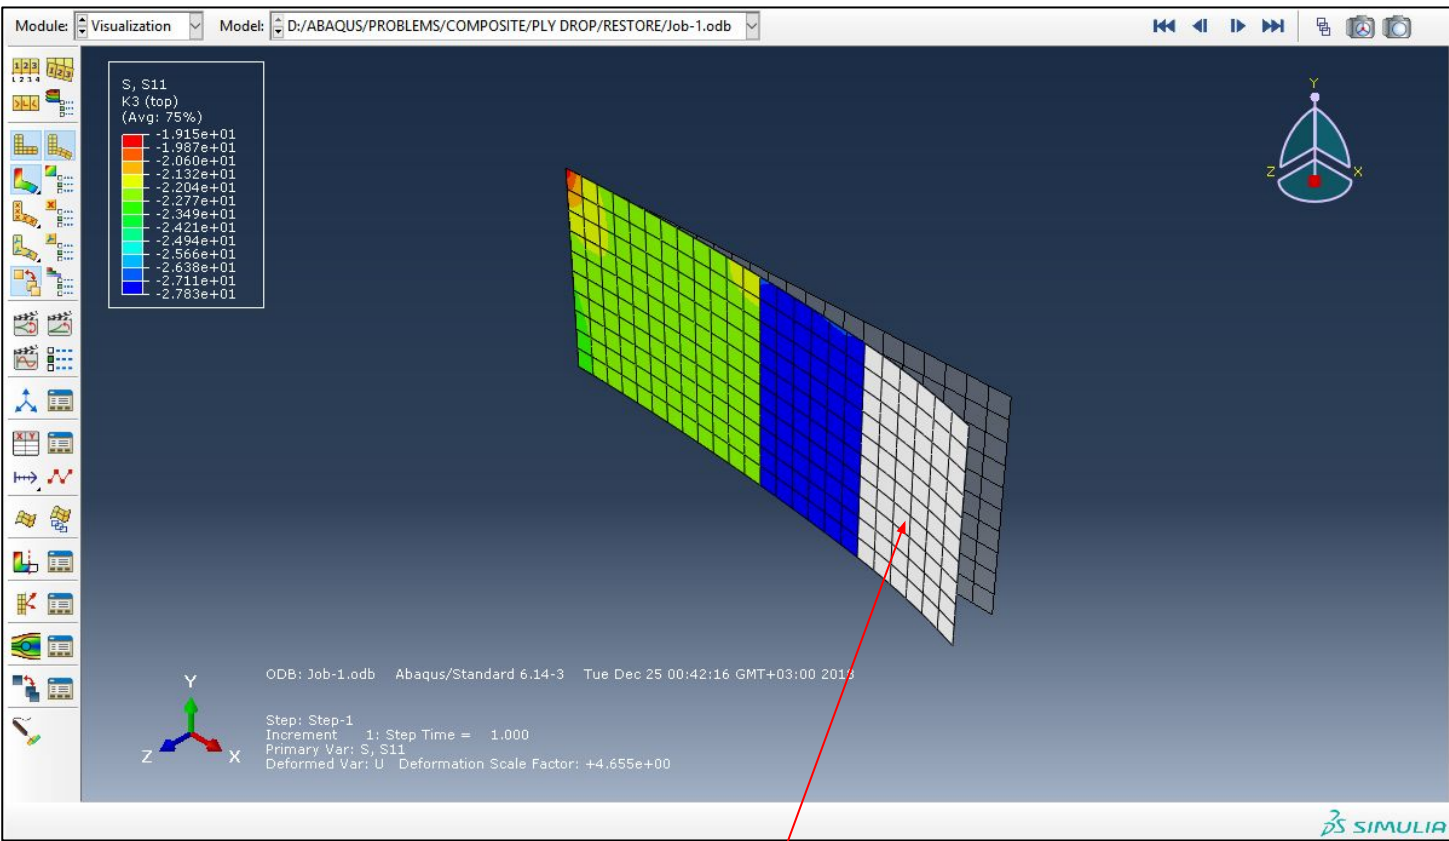 Module: Visualization Model: D:/ABAQUS/PROBLEMS/COMPOSITE/PLY DROP/RESTORE/Job-1.odb
S, S11
K3 (top)
(Avg: 75%)
-1.915e+01
-1.987e+01
-2.060e+01
-2.132e+01
-2.204e+01
-2.277e+01
-2.349e+01
-2.421e+01
-2.494e+01
-2.566e+01
-2.638e+01
-2.711e+01
-2.783e+01
Y
Z
X
ODB: Job-1.odb Abaqus/Standard 6.14-3 Tue Dec 25 00:42:16 GMT+03:00 2018
Step: Step-1
Increment 1: Step Time = 1.000
Primary Var: S, S11
Deformed Var: U Deformation Scale Factor: +4.655e+00
Y
Z
X
SIMULIA